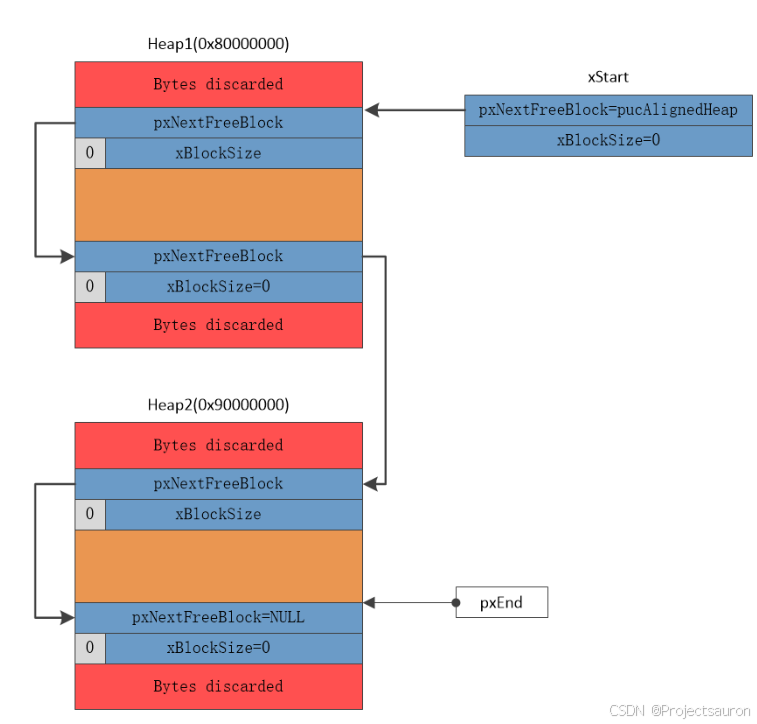 Heap1(0x80000000)
Bytes discarded
xStart
pxNextFreeBlock
pxNextFreeBlock=pucAlignedHeap
0 xBlockSize
xBlockSize=0
pxNextFreeBlock
0 xBlockSize=0
Bytes discarded
Heap2(0x90000000)
Bytes discarded
pxNextFreeBlock
0 xBlockSize
pxEnd
pxNextFreeBlock=NULL
0 xBlockSize=0
Bytes discarded
CSDN @Projectsauron